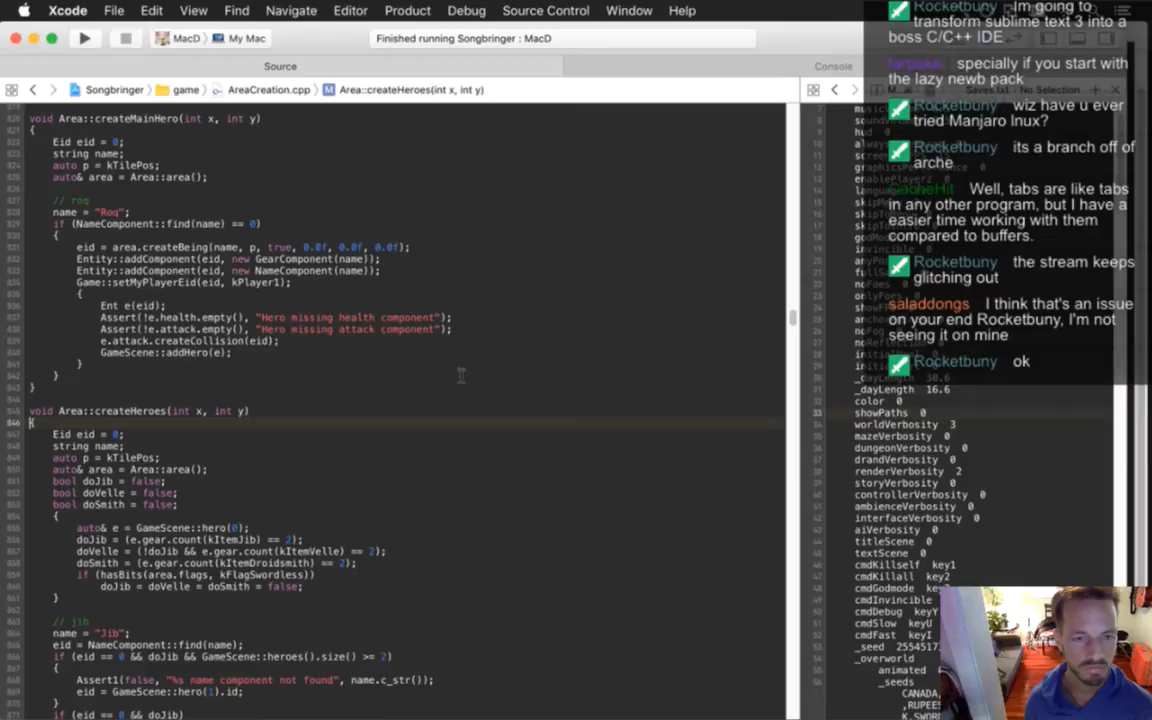 Xcode File Edit View Find Navigate Editor Product Debug Source Control Window Help
MacD My Mac
Finished running Songbringer : MacD
Source
Console
Songbringer game AreaCreation.cpp Area::createHeroes(int x, int y)
void Area::createMainHero(int x, int y)
{
Eid eid = 0;
string name;
auto p = kTilePos;
auto& area = Area::area();
// roq
name = "Roq";
if (NameComponent::find(name) == 0)
{
eid = area.createBeing(name, p, true, 0.0f, 0.0f, 0.0f);
Entity::addComponent(eid, new GearComponent(name));
Entity::addComponent(eid, new NameComponent(name));
Game::setMyPlayerEid(eid, kPlayer1);
{
Ent e(eid);
Assert(!e.health.empty(), "Hero missing health component");
Assert(!e.attack.empty(), "Hero missing attack component");
e.attack.createCollision(eid);
GameScene::addHero(e);
}
}
}
void Area::createHeroes(int x, int y)
{
Eid eid = 0;
string name;
auto p = kTilePos;
auto& area = Area::area();
bool doJib = false;
bool doVelle = false;
bool doSmith = false;
{
auto& e = GameScene::hero(0);
doJib = (e.gear.count(kItemJib) == 2);
doVelle = (!doJib && e.gear.count(kItemVelle) == 2);
doSmith = (e.gear.count(kItemDroidsmith) == 2);
if (hasBits(area.flags, kFlagSwordless))
doJib = doVelle = doSmith = false;
}
// jib
name = "Jib";
eid = NameComponent::find(name);
if (eid == 0 && doJib && GameScene::heroes().size() >= 2)
{
Assert1(false, "%s name component not found", name.c_str());
eid = GameScene::hero(1).id;
}
if (eid == 0 && doJib)
Rocketbuny Im going to
transform sublime text 3 into a
boss C/C++ IDE
specially if you start with
the lazy newb pack
Rocketbuny wiz have u ever
tried Manjaro lnux?
Rocketbuny its a branch off of
arche
CacheHit Well, tabs are like tabs
in any other program, but I have a
easier time working with them
compared to buffers.
Rocketbuny the stream keeps
glitching out
saladdongs I think that's an issue
on your end Rocketbuny, I'm not
seeing it on mine
Rocketbuny ok
_dayLength 30.6
_dayLength 16.6
color 0
showPaths 0
worldVerbosity 3
mazeVerbosity 0
dungeonVerbosity 0
drandVerbosity 0
renderVerbosity 2
storyVerbosity 0
controllerVerbosity 0
ambienceVerbosity 0
interfaceVerbosity 0
aiVerbosity 0
titleScene 0
textScene 0
cmdKillself key1
cmdKillall key2
cmdGodmode
cmdInvincible
cmdDebug keyY
cmdSlow keyU
cmdFast keyI
_seed 2554517
_overworld
animated
_seeds
CANADA,
,RUPEES
K,SWORD